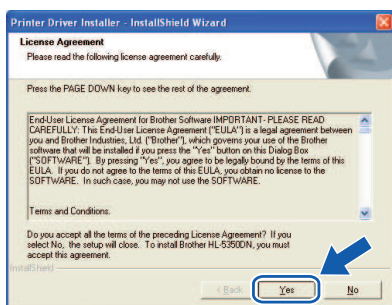 Printer Driver Installer - InstallShield Wizard
License Agreement
Please read the following license agreement carefully.
Press the PAGE DOWN key to see the rest of the agreement.
End-User License Agreement for Brother Software IMPORTANT- PLEASE READ
CAREFULLY: This End-User License Agreement ("EULA") is a legal agreement between
you and Brother Industries, Ltd. ("Brother"), which governs your use of the Brother
software that will be installed if you press the "Yes" button on this Dialog Box
("SOFTWARE"). By pressing "Yes", you agree to be legally bound by the terms of this
EULA. If you do not agree to the terms of this EULA, you obtain no license to the
SOFTWARE. In such case, you may not use the SOFTWARE.
Terms and Conditions.
Do you accept all the terms of the preceding License Agreement? If you
select No, the setup will close. To install Brother HL-5350DN, you must
accept this agreement.
InstallShield
< Back Yes No